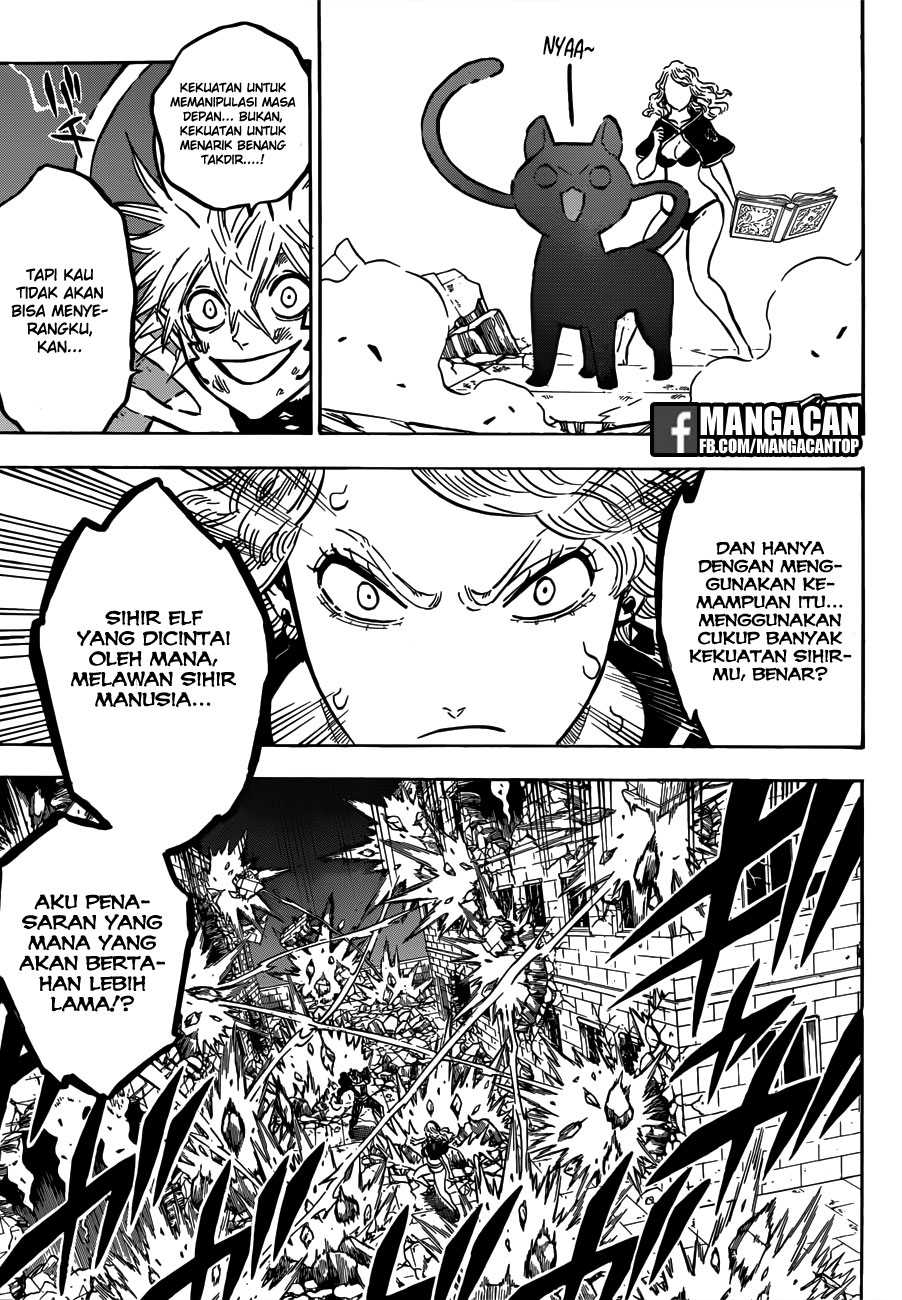 NYAA~
KEKUATAN UNTUK
MEMANIPULASI MASA
DEPAN... BUKAN,
KEKUATAN UNTUK
MENARIK BENANG
TAKDIR....!
TAPI KAU
TIDAK AKAN
BISA MENYE-
RANGKU,
KAN...
f MANGACAN
FB.COM/MANGACANTOP
DAN HANYA
DENGAN MENG-
GUNAKAN KE-
MAMPUAN ITU...
MENGGUNAKAN
CUKUP BANYAK
KEKUATAN SIHIR-
MU, BENAR?
SIHIR ELF
YANG DICINTAI
OLEH MANA,
MELAWAN SIHIR
MANUSIA...
AKU PENA-
SARAN YANG
MANA YANG
AKAN BERTA-
HAN LEBIH
LAMA!?